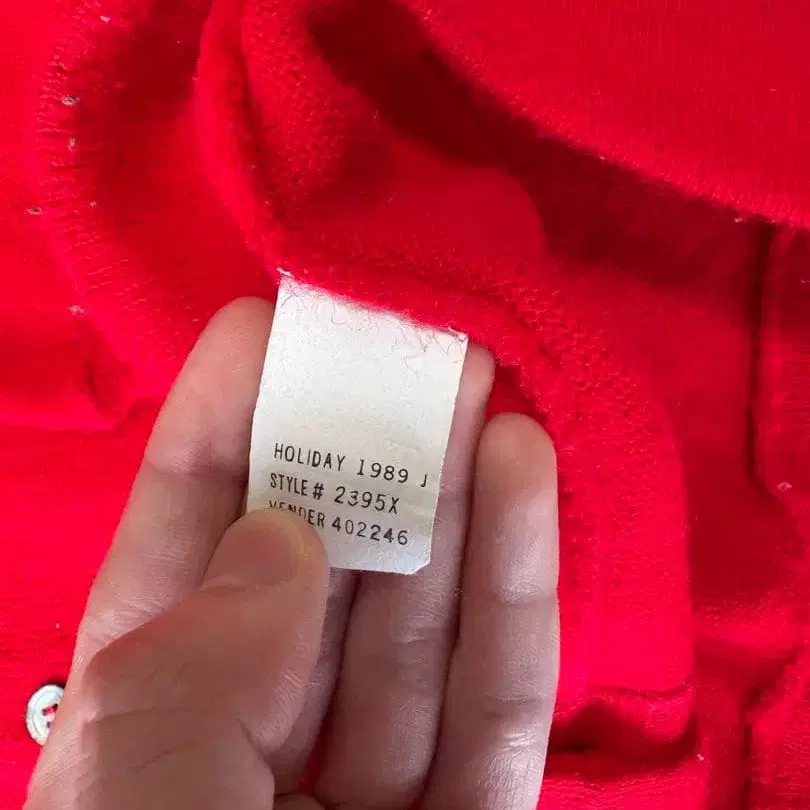 HOLIDAY 1989 J
STYLE # 2395X
VENDER 402246